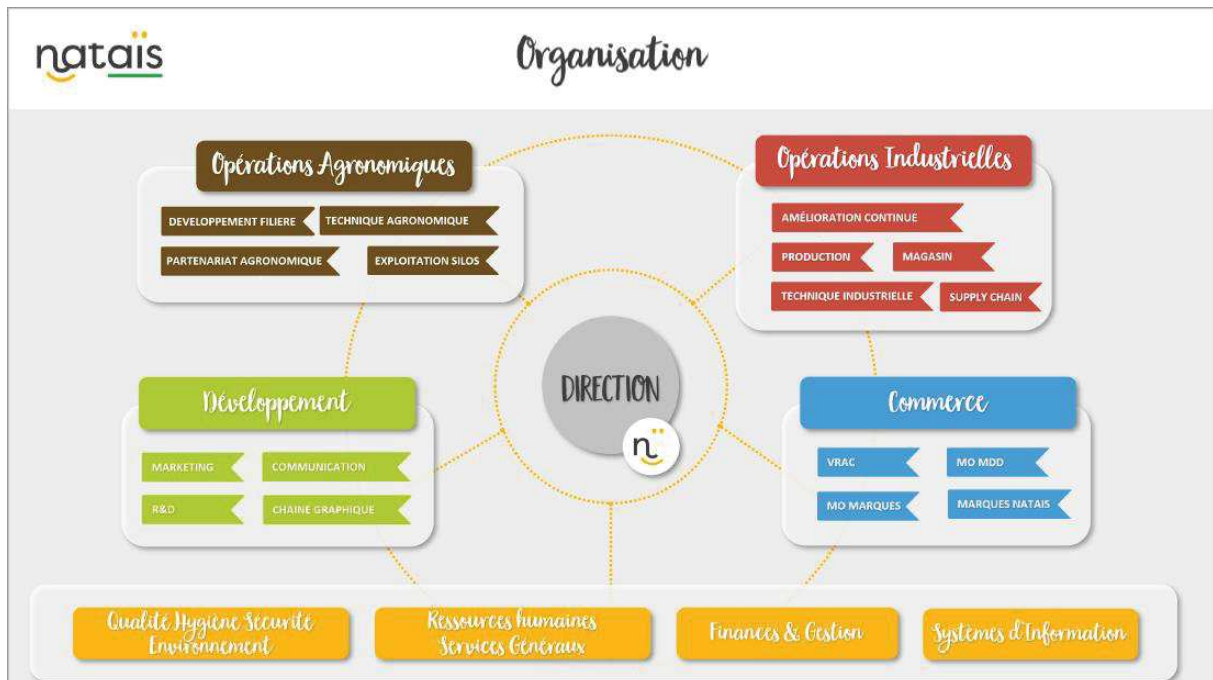 nataïs
Organisation
Opérations Agronomiques
DEVELOPPEMENT FILIERE
TECHNIQUE AGRONOMIQUE
PARTENARIAT AGRONOMIQUE
EXPLOITATION SILOS
Opérations Industrielles
AMÉLIORATION CONTINUE
PRODUCTION
MAGASIN
TECHNIQUE INDUSTRIELLE
SUPPLY CHAIN
DIRECTION
nï
Développement
MARKETING
COMMUNICATION
R&D
CHAINE GRAPHIQUE
Commerce
VRAC
MO MDD
MO MARQUES
MARQUES NATAIS
Qualité Hygiène Sécurité
Environnement
Ressources humaines
Services Généraux
Finances & Gestion
Systèmes d'Information